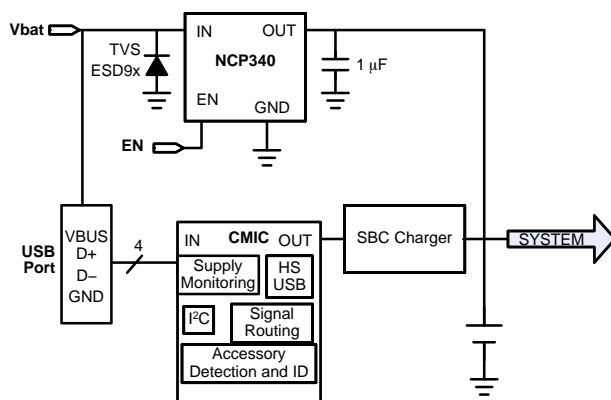 Vbat
IN
OUT
TVS
ESD9x
NCP340
1 μF
EN
GND
EN
USB
Port
VBUS
D+
D−
GND
4
IN
CMIC
OUT
Supply
Monitoring
HS
USB
I²C
Signal
Routing
Accessory
Detection and ID
SBC Charger
SYSTEM